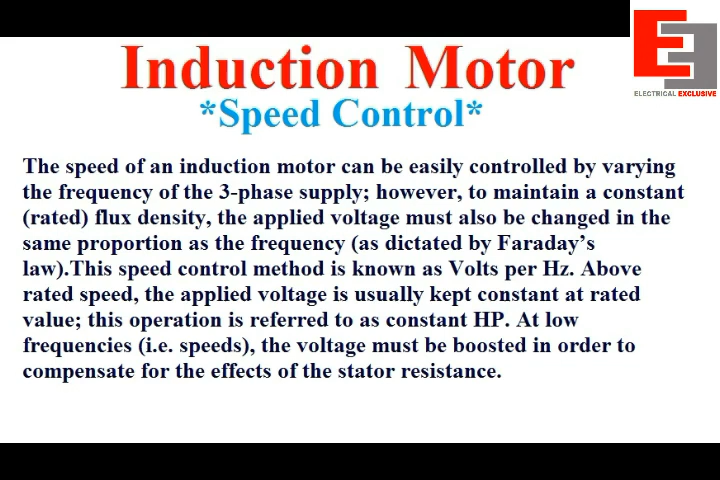 Induction Motor
*Speed Control*
ELECTRICAL EXCLUSIVE
The speed of an induction motor can be easily controlled by varying
the frequency of the 3-phase supply; however, to maintain a constant
(rated) flux density, the applied voltage must also be changed in the
same proportion as the frequency (as dictated by Faraday's
law).This speed control method is known as Volts per Hz. Above
rated speed, the applied voltage is usually kept constant at rated
value; this operation is referred to as constant HP. At low
frequencies (i.e. speeds), the voltage must be boosted in order to
compensate for the effects of the stator resistance.